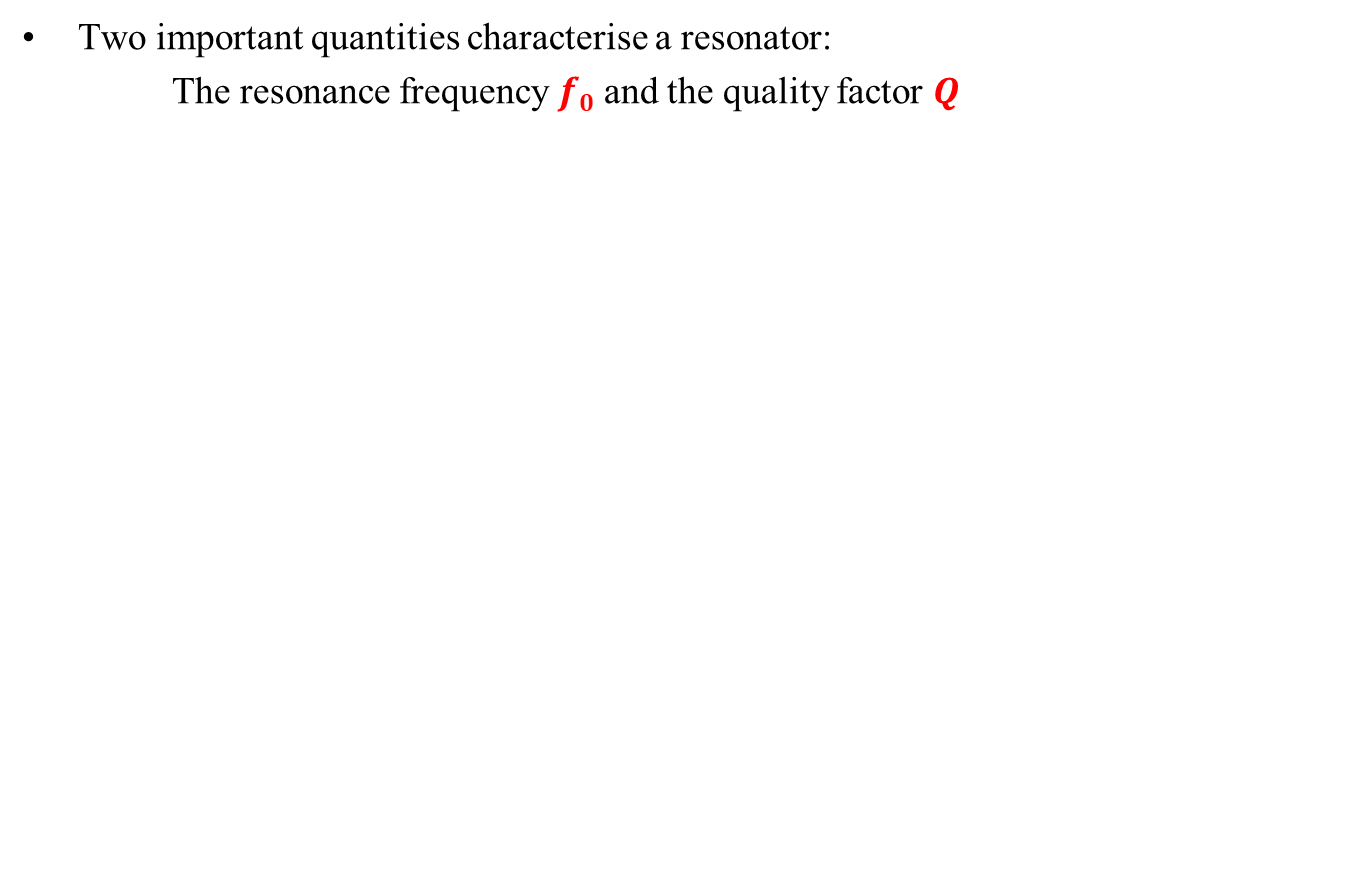 • Two important quantities characterise a resonator:
The resonance frequency f₀ and the quality factor Q